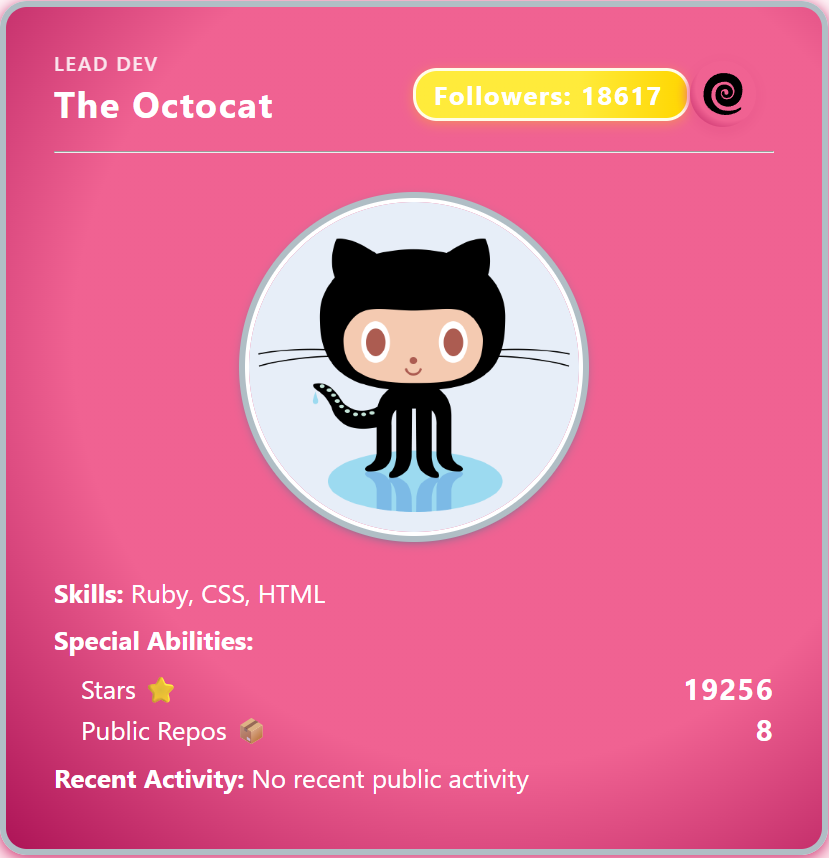 LEAD DEV
The Octocat
Followers: 18617
Skills: Ruby, CSS, HTML
Special Abilities:
Stars ⭐ 19256
Public Repos 📦 8
Recent Activity: No recent public activity